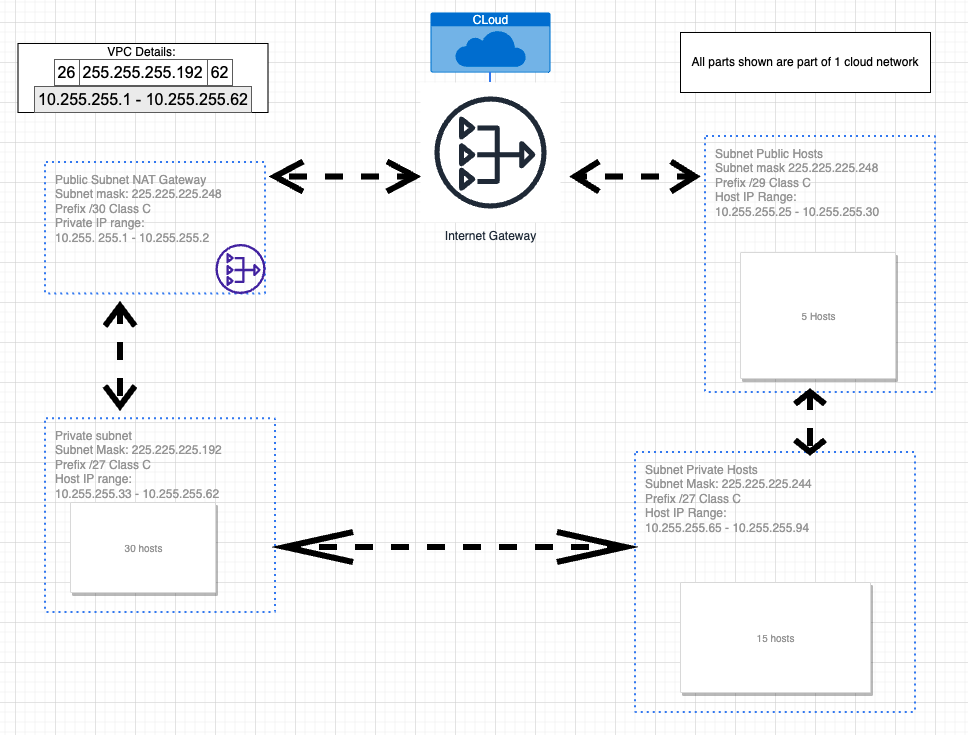 CLoud
VPC Details:
26 255.255.255.192 62
10.255.255.1 - 10.255.255.62
All parts shown are part of 1 cloud network
Public Subnet NAT Gateway
Subnet mask: 225.225.225.248
Prefix /30 Class C
Private IP range:
10.255. 255.1 - 10.255.255.2
Internet Gateway
Subnet Public Hosts
Subnet mask 225.225.225.248
Prefix /29 Class C
Host IP Range:
10.255.255.25 - 10.255.255.30
5 Hosts
Private subnet
Subnet Mask: 225.225.225.192
Prefix /27 Class C
Host IP range:
10.255.255.33 - 10.255.255.62
30 hosts
Subnet Private Hosts
Subnet Mask: 225.225.225.244
Prefix /27 Class C
Host IP Range:
10.255.255.65 - 10.255.255.94
15 hosts